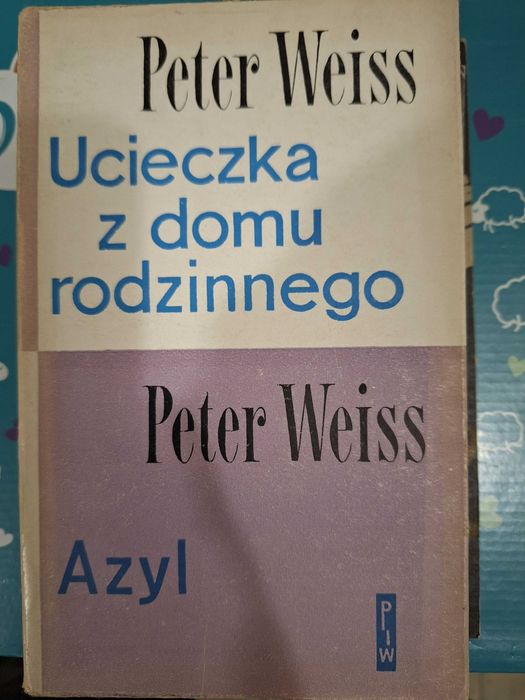 Peter Weiss
Ucieczka
z domu
rodzinnego
Peter Weiss
Azyl
PIW